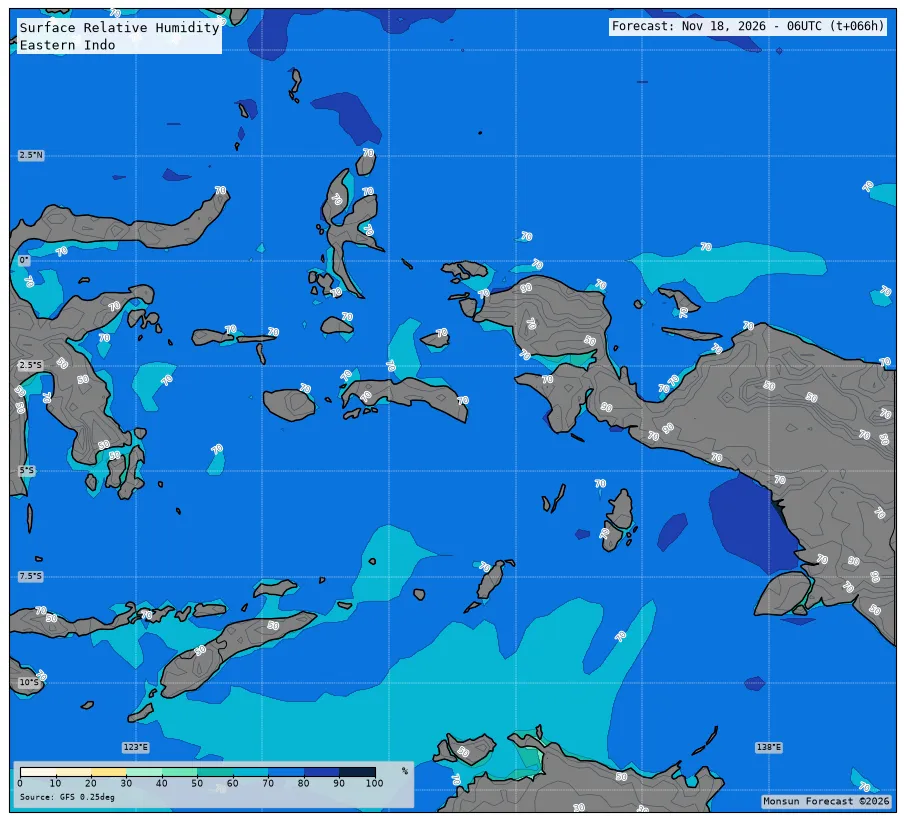 Surface Relative Humidity
Eastern Indo
Forecast: Nov 18, 2026 - 06UTC (t+066h)
2.5°N
0°
2.5°S
5°S
7.5°S
10°S
123°E
138°E
0 10 20 30 40 50 60 70 80 90 100 %
Source: GFS 0.25deg
Monsun Forecast ©2026